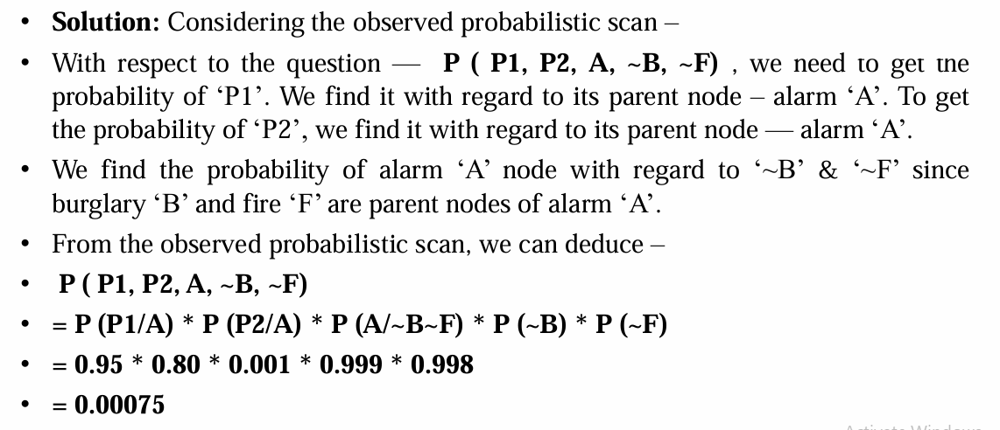 • Solution: Considering the observed probabilistic scan –
• With respect to the question — P ( P1, P2, A, ~B, ~F) , we need to get the
probability of ‘P1’. We find it with regard to its parent node – alarm ‘A’. To get
the probability of ‘P2’, we find it with regard to its parent node — alarm ‘A’.
• We find the probability of alarm ‘A’ node with regard to ‘~B’ & ‘~F’ since
burglary ‘B’ and fire ‘F’ are parent nodes of alarm ‘A’.
• From the observed probabilistic scan, we can deduce –
• P ( P1, P2, A, ~B, ~F)
• = P (P1/A) * P (P2/A) * P (A/~B~F) * P (~B) * P (~F)
• = 0.95 * 0.80 * 0.001 * 0.999 * 0.998
• = 0.00075